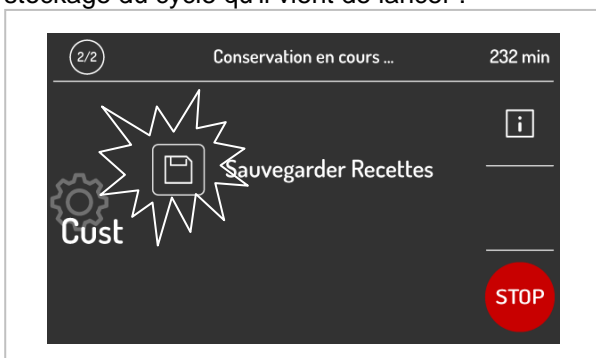 stockage du cycle qu'il vient de lancer :
2/2
Conservation en cours ...
232 min
i
Sauvegarder Recettes
Cust
STOP